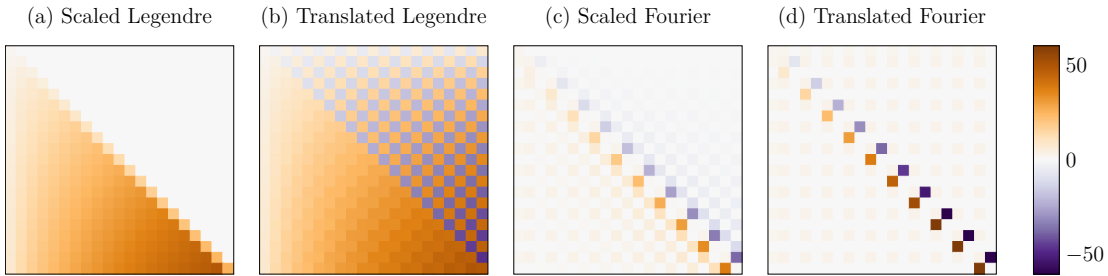 (a) Scaled Legendre
(b) Translated Legendre
(c) Scaled Fourier
(d) Translated Fourier
50
0
−50